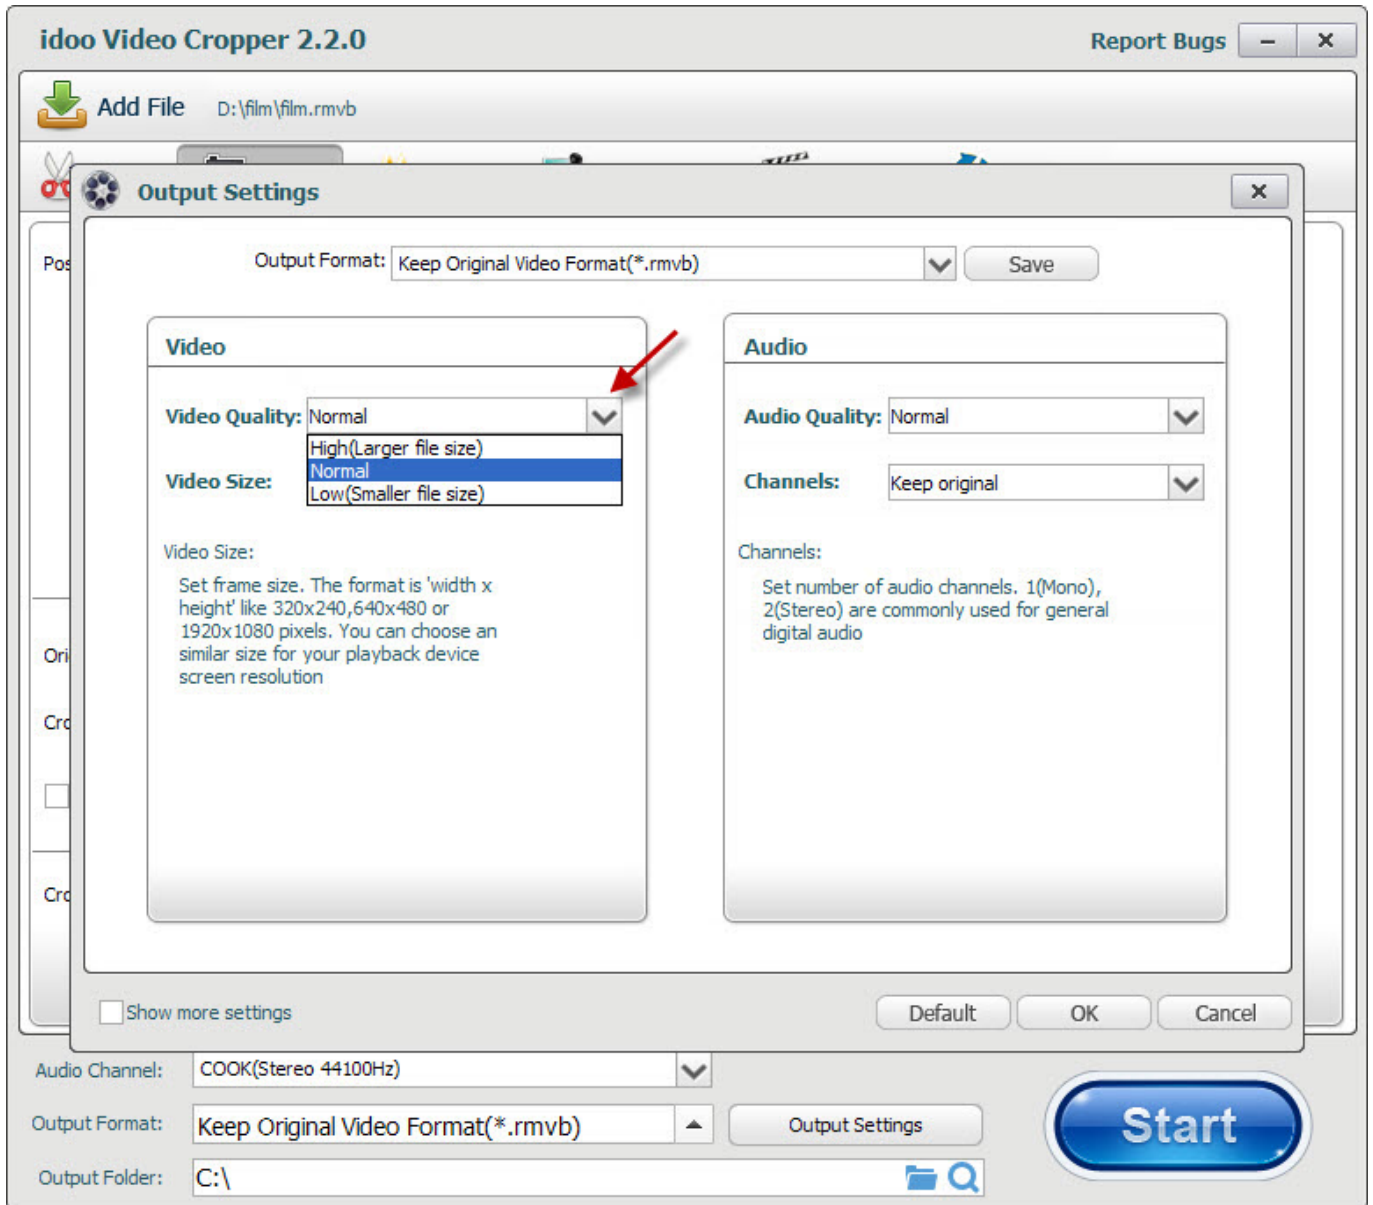 idoo Video Cropper 2.2.0
Report Bugs
Add File D:\film\film.rmvb
Output Settings
Output Format: Keep Original Video Format(*.rmvb) Save
Video
Video Quality: Normal
High(Larger file size)
Normal
Low(Smaller file size)
Video Size:
Video Size:
Set frame size. The format is 'width x
height' like 320x240,640x480 or
1920x1080 pixels. You can choose an
similar size for your playback device
screen resolution
Audio
Audio Quality: Normal
Channels: Keep original
Channels:
Set number of audio channels. 1(Mono),
2(Stereo) are commonly used for general
digital audio
Pos
Ori
Cro
Cro
Show more settings
Default OK Cancel
Audio Channel: COOK(Stereo 44100Hz)
Output Format: Keep Original Video Format(*.rmvb) Output Settings
Start
Output Folder: C:\